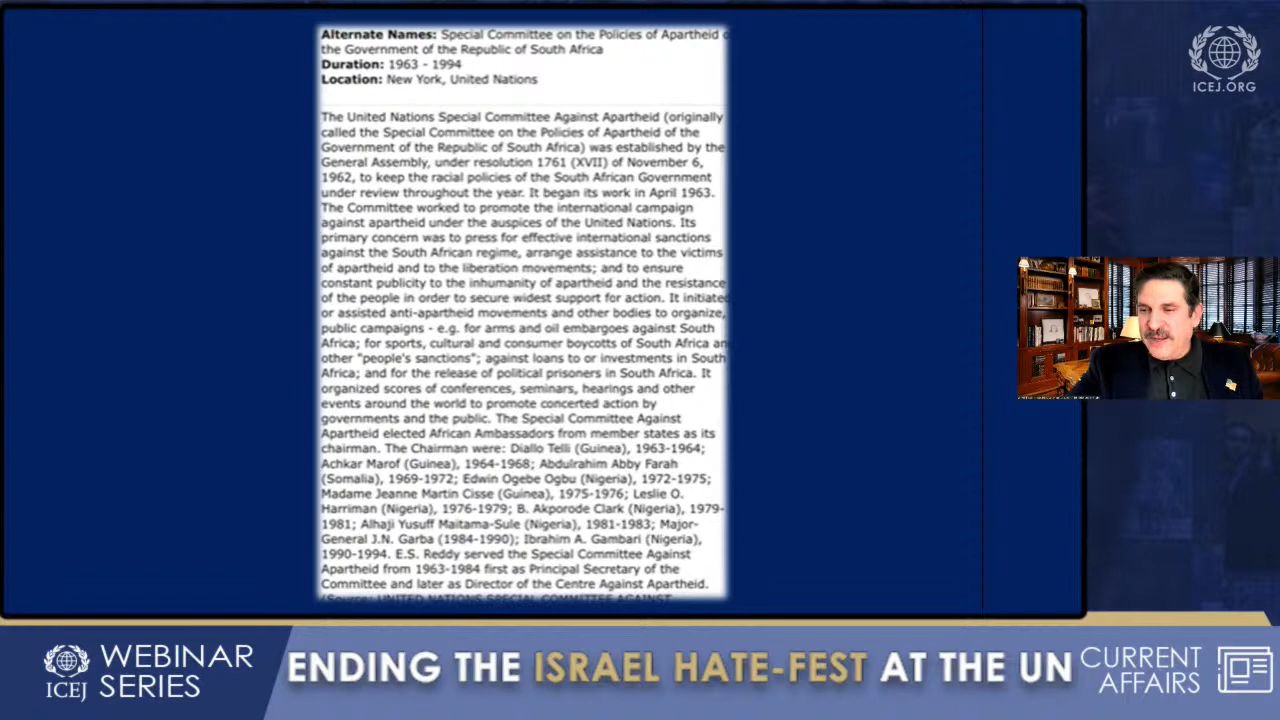 Alternate Names: Special Committee on the Policies of Apartheid
the Government of the Republic of South Africa
Duration: 1963 - 1994
Location: New York, United Nations
The United Nations Special Committee Against Apartheid (originally
called the Special Committee on the Policies of Apartheid of the
Government of the Republic of South Africa) was established by the
General Assembly, under resolution 1761 (XVII) of November 6,
1962, to keep the racial policies of the South African Government
under review throughout the year. It began its work in April 1963.
The Committee worked to promote the international campaign
against apartheid under the auspices of the United Nations. Its
primary concern was to press for effective international sanctions
against the South African regime, arrange assistance to the victims
of apartheid and to the liberation movements; and to ensure
constant publicity to the inhumanity of apartheid and the resistance
of the people in order to secure widest support for action. It initiated
or assisted anti-apartheid movements and other bodies to organize,
public campaigns - e.g. for arms and oil embargoes against South
Africa; for sports, cultural and consumer boycotts of South Africa an
other "people's sanctions"; against loans to or investments in South
Africa; and for the release of political prisoners in South Africa. It
organized scores of conferences, seminars, hearings and other
events around the world to promote concerted action by
governments and the public. The Special Committee Against
Apartheid elected African Ambassadors from member states as its
chairman. The Chairman were: Diallo Telli (Guinea), 1963-1964;
Achkar Marof (Guinea), 1964-1968; Abdulrahim Abby Farah
(Somalia), 1969-1972; Edwin Ogebe Ogbu (Nigeria), 1972-1975;
Madame Jeanne Martin Cisse (Guinea), 1975-1976; Leslie O.
Harriman (Nigeria), 1976-1979; B. Akporode Clark (Nigeria), 1979-
1981; Alhaji Yusuff Maitama-Sule (Nigeria), 1981-1983; Major-
General J.N. Garba (1984-1990); Ibrahim A. Gambari (Nigeria),
1990-1994. E.S. Reddy served the Special Committee Against
Apartheid from 1963-1984 first as Principal Secretary of the
Committee and later as Director of the Centre Against Apartheid.
(Source: UNITED NATIONS SPECIAL COMMITTEE AGAINST
ICEJ.ORG
ICEJ
WEBINAR
SERIES
ENDING THE ISRAEL HATE-FEST AT THE UN
CURRENT
AFFAIRS